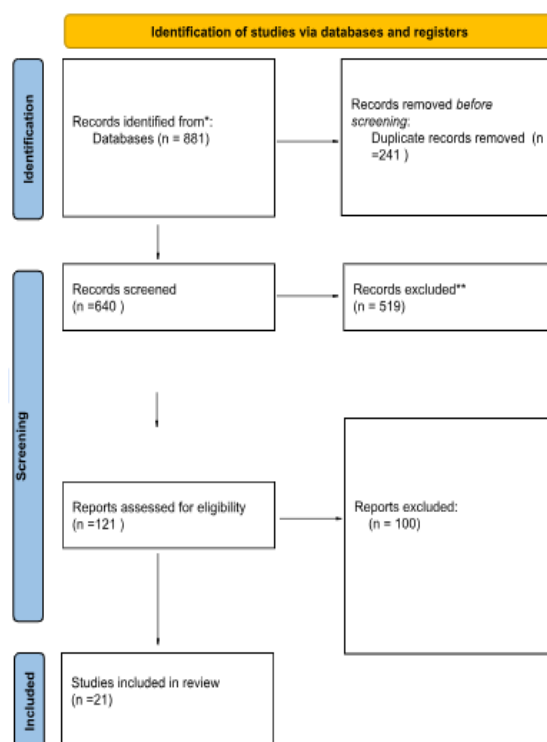 Identification of studies via databases and registers
Identification
Records identified from*:
Databases (n = 881)
Records removed before
screening:
Duplicate records removed (n
=241 )
Screening
Records screened
(n =640 )
Records excluded**
(n = 519)
Reports assessed for eligibility
(n =121 )
Reports excluded:
(n = 100)
Included
Studies included in review
(n =21)